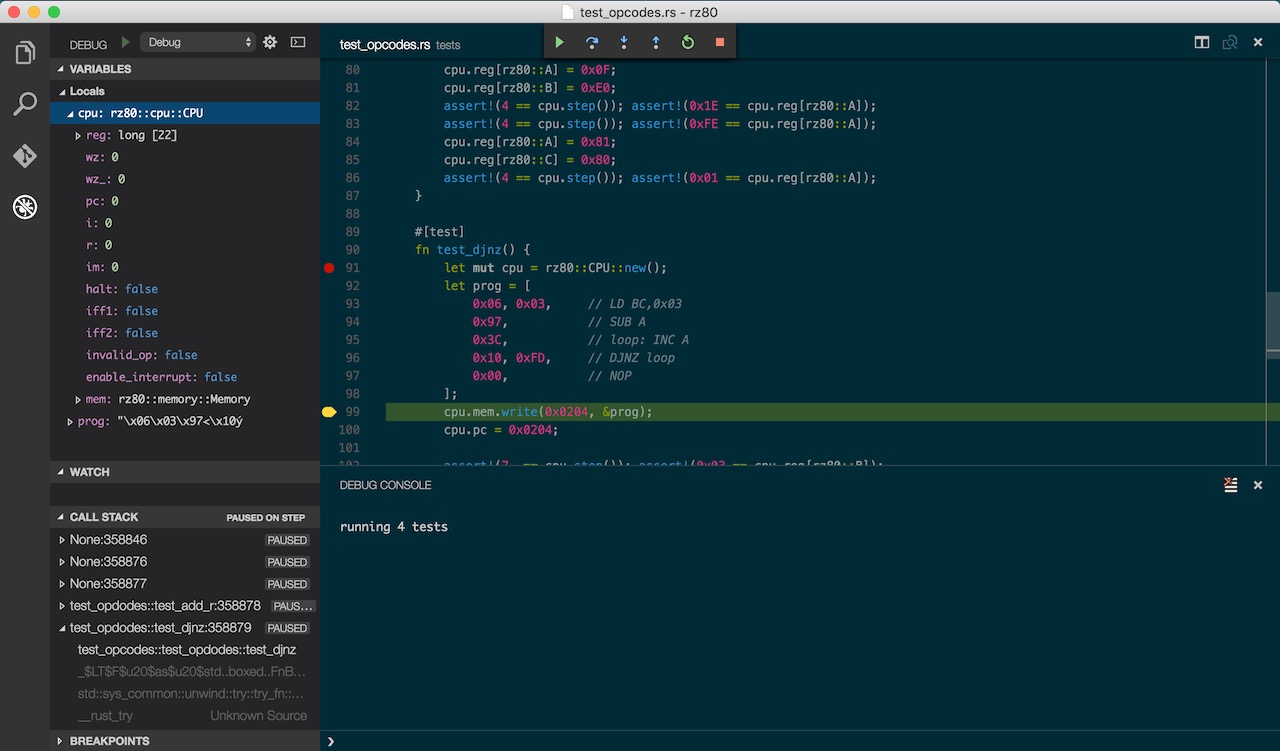 test_opcodes.rs - rz80
DEBUG
Debug
VARIABLES
Locals
cpu: rz80::cpu::CPU
reg: long [22]
wz: 0
wz_: 0
pc: 0
i: 0
r: 0
im: 0
halt: false
iff1: false
iff2: false
invalid_op: false
enable_interrupt: false
mem: rz80::memory::Memory
prog: "\x06\x03\x97<\x10ý
WATCH
CALL STACK PAUSED ON STEP
None:358846 PAUSED
None:358876 PAUSED
None:358877 PAUSED
test_opdodes::test_add_r:358878 PAUS…
test_opdodes::test_djnz:358879 PAUSED
test_opcodes::test_opdodes::test_djnz
_$LT$F$u20$as$u20$std..boxed..FnB…
std::sys_common::unwind::try::try_fn::…
__rust_try Unknown Source
BREAKPOINTS
test_opcodes.rs tests
80 cpu.reg[rz80::A] = 0x0F;
81 cpu.reg[rz80::B] = 0xE0;
82 assert!(4 == cpu.step()); assert!(0x1E == cpu.reg[rz80::A]);
83 assert!(4 == cpu.step()); assert!(0xFE == cpu.reg[rz80::A]);
84 cpu.reg[rz80::A] = 0x81;
85 cpu.reg[rz80::C] = 0x80;
86 assert!(4 == cpu.step()); assert!(0x01 == cpu.reg[rz80::A]);
87 }
88
89 #[test]
90 fn test_djnz() {
91 let mut cpu = rz80::CPU::new();
92 let prog = [
93 0x06, 0x03, // LD BC,0x03
94 0x97, // SUB A
95 0x3C, // loop: INC A
96 0x10, 0xFD, // DJNZ loop
97 0x00, // NOP
98 ];
99 cpu.mem.write(0x0204, &prog);
100 cpu.pc = 0x0204;
101
102 assert!(7 == cpu.step()); assert!(0x03 == cpu.reg[rz80::B]);
DEBUG CONSOLE
running 4 tests